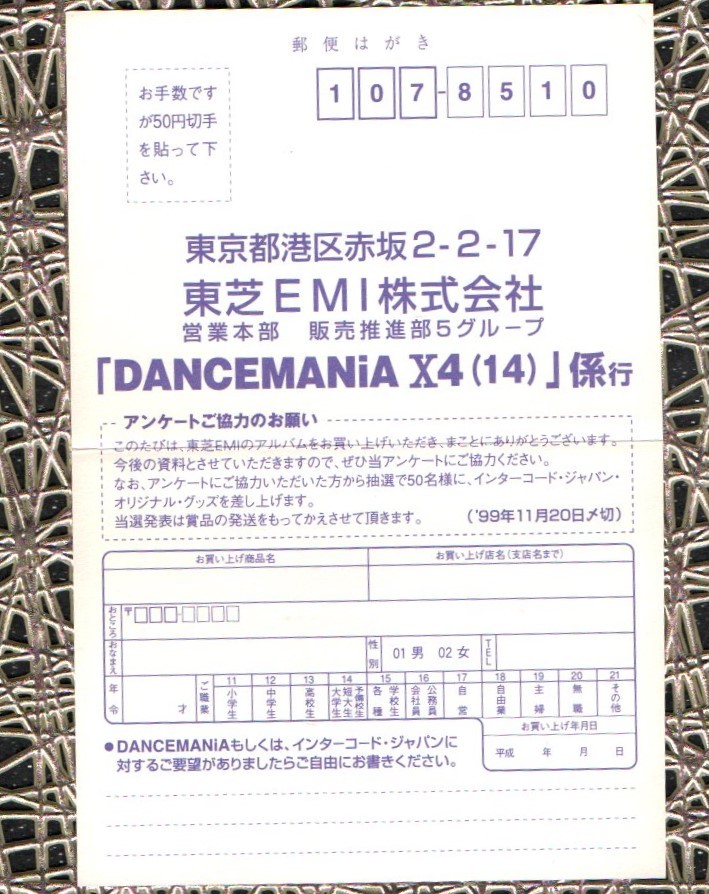 郵便はがき
お手数です
が50円切手
を貼って下
さい。
107-8510
東京都港区赤坂2-2-17
東芝EMI株式会社
営業本部 販売推進部5グループ
「DANCEMANiA X4(14)」係行
アンケートご協力のお願い
このたびは、東芝EMIのアルバムをお買い上げいただき、まことにありがとうございます。
今後の資料とさせていただきますので、ぜひ当アンケートにご協力ください。
なお、アンケートにご協力いただいた方から抽選で50名様に、インターコード・ジャパン・
オリジナル・グッズを差し上げます。
当選発表は賞品の発送をもってかえさせて頂きます。 ('99年11月20日〆切)
お買い上げ商品名 お買い上げ店名(支店名まで)
おところ 〒
おなまえ 性別 01 男 02 女 TEL
年令 才 ご職業 11 小学生 12 中学生 13 高校生 14 予備校生 短大生 大学生 15 各種学校生 16 公務員 会社員 17 自営 18 自由業 19 主婦 20 無職 21 その他
お買い上げ年月日
平成 年 月 日
●DANCEMANiAもしくは、インターコード・ジャパンに
対するご要望がありましたらご自由にお書きください。